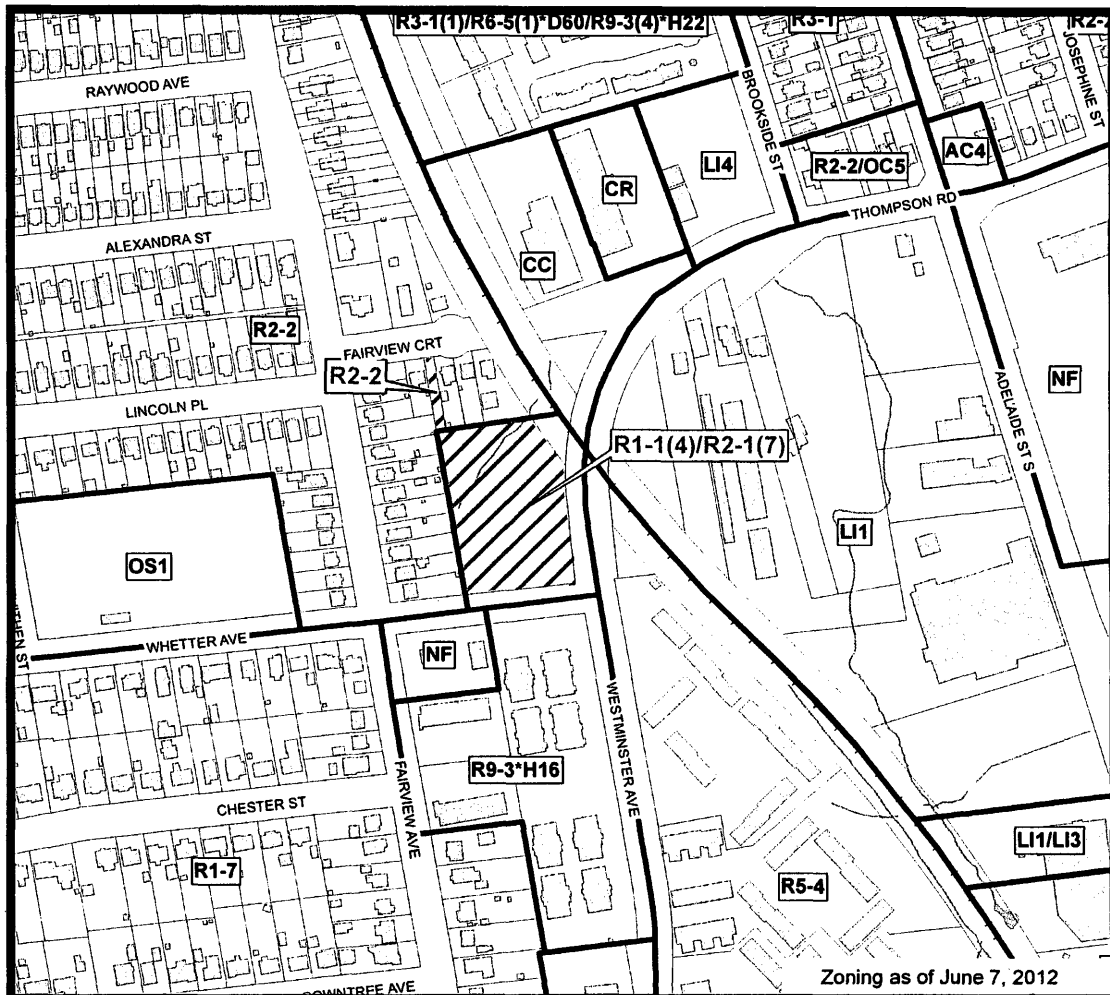 R3-1(1)/R6-5(1)*D60/R9-3(4)*H22
R3-1
RAYWOOD AVE
BROOKSIDE ST
JOSEPHINE ST
CR
LI4
R2-2/OC5
AC4
THOMPSON RD
ALEXANDRA ST
CC
R2-2
FAIRVIEW CRT
R2-2
LINCOLN PL
ADELAIDE ST S
NF
R1-1(4)/R2-1(7)
LI1
OS1
WHETTER AVE
NF
WESTMINSTER AVE
R9-3*H16
FAIRVIEW AVE
CHESTER ST
LI1/LI3
R1-7
R5-4
Zoning as of June 7, 2012